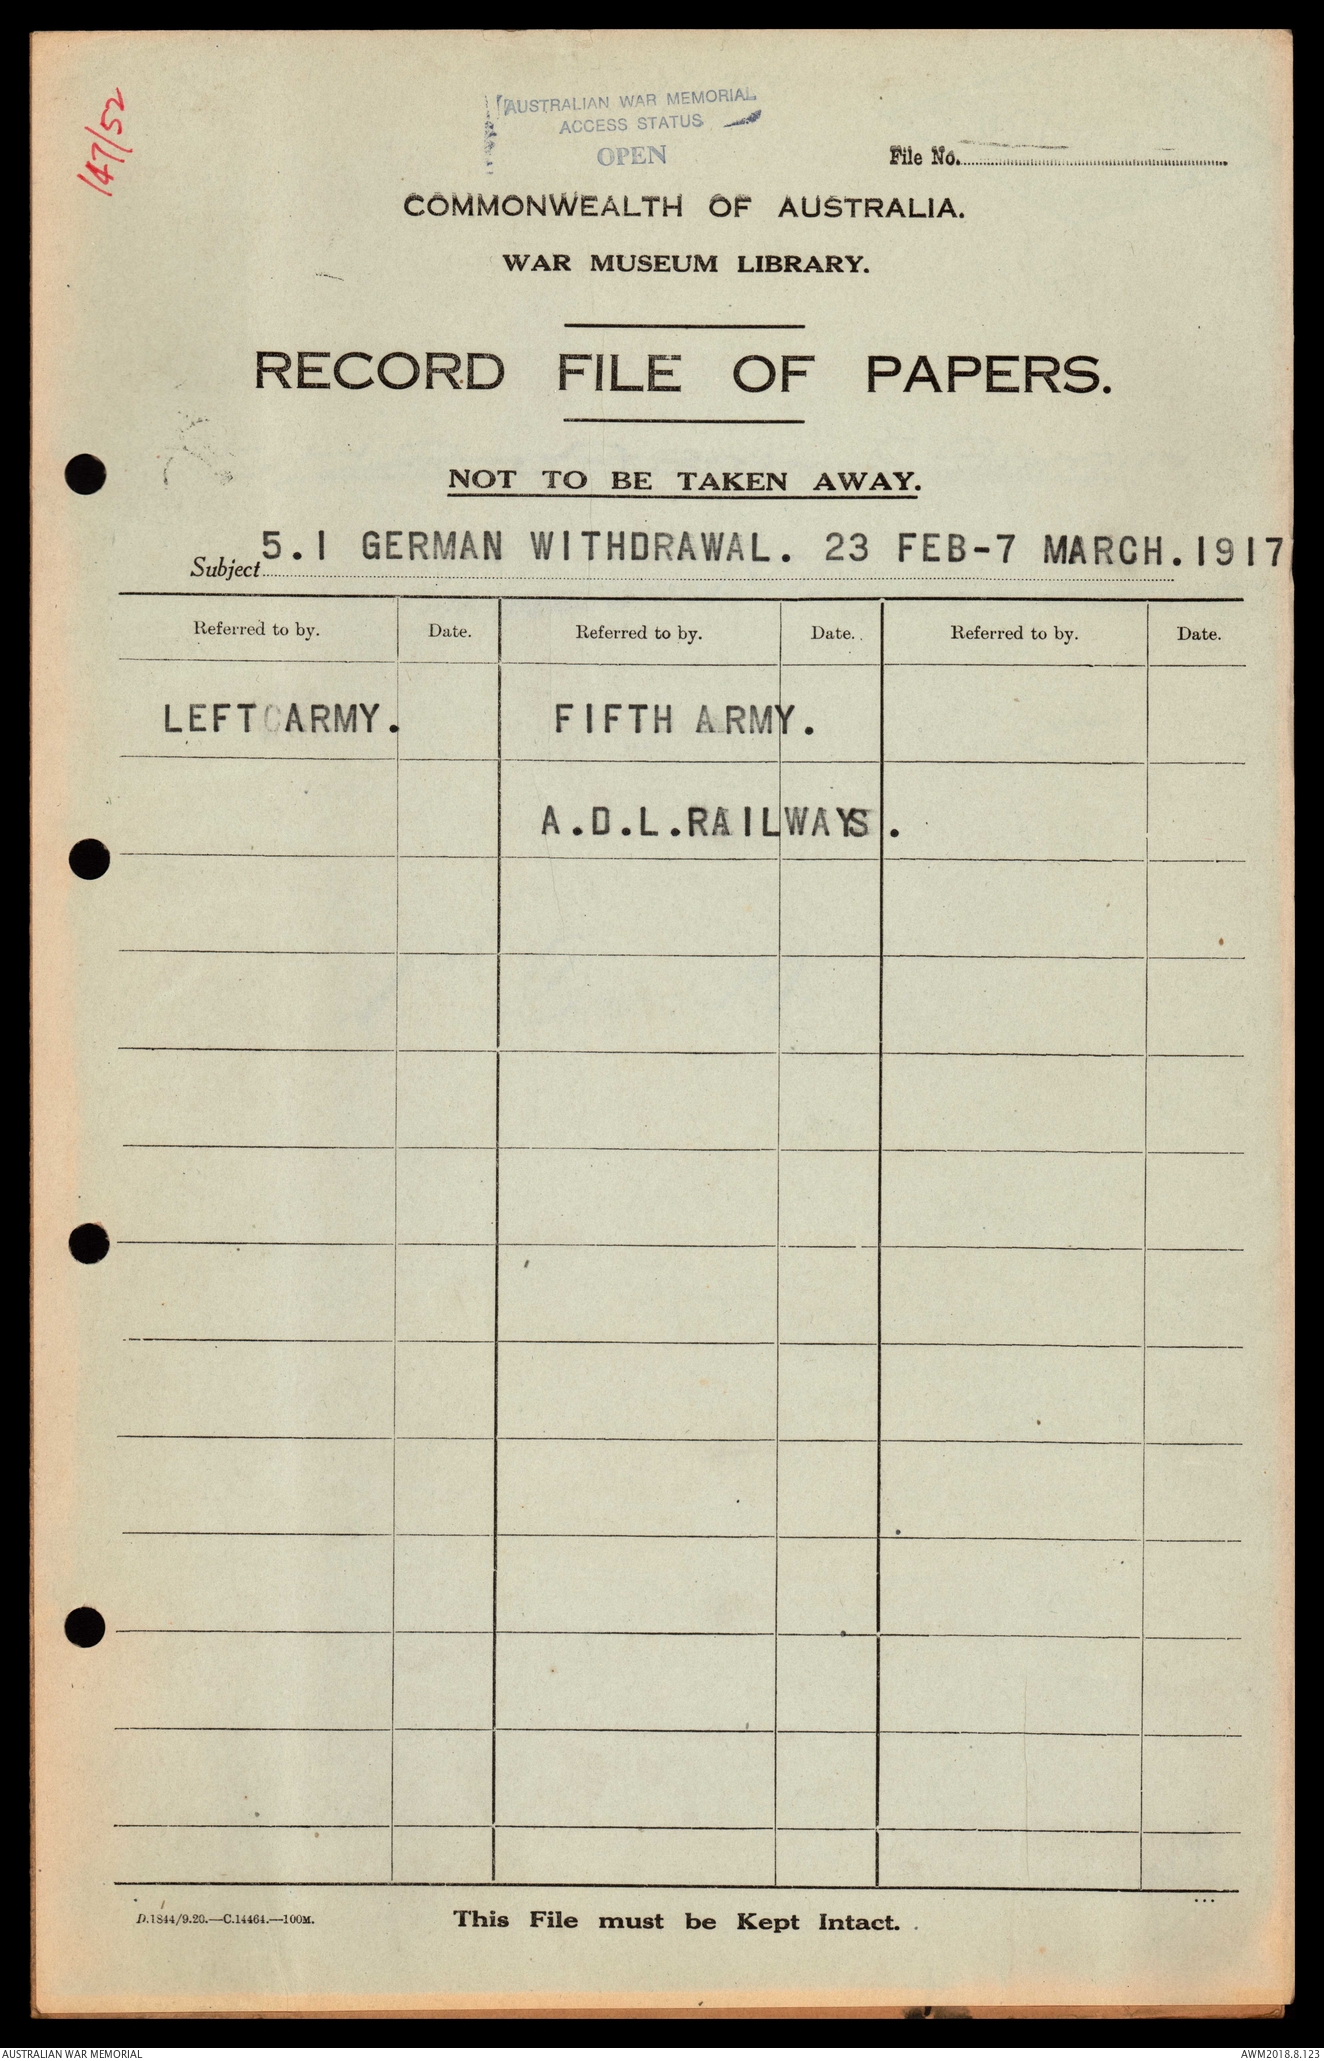 147/52
AUSTRALIAN WAR MEMORIAL
ACCESS STATUS
OPEN
File No.
COMMONWEALTH OF AUSTRALIA.
WAR MUSEUM LIBRARY.
RECORD FILE OF PAPERS.
NOT TO BE TAKEN AWAY.
Subject 5.1 GERMAN WITHDRAWAL. 23 FEB-7 MARCH.1917
Referred to by. Date. Referred to by. Date. Referred to by. Date.
LEFT ARMY. FIFTH ARMY.
A.D.L.RAILWAYS.
D.1844/9.20.—C.14464.—100M. This File must be Kept Intact.
AUSTRALIAN WAR MEMORIAL AWM2018.8.123